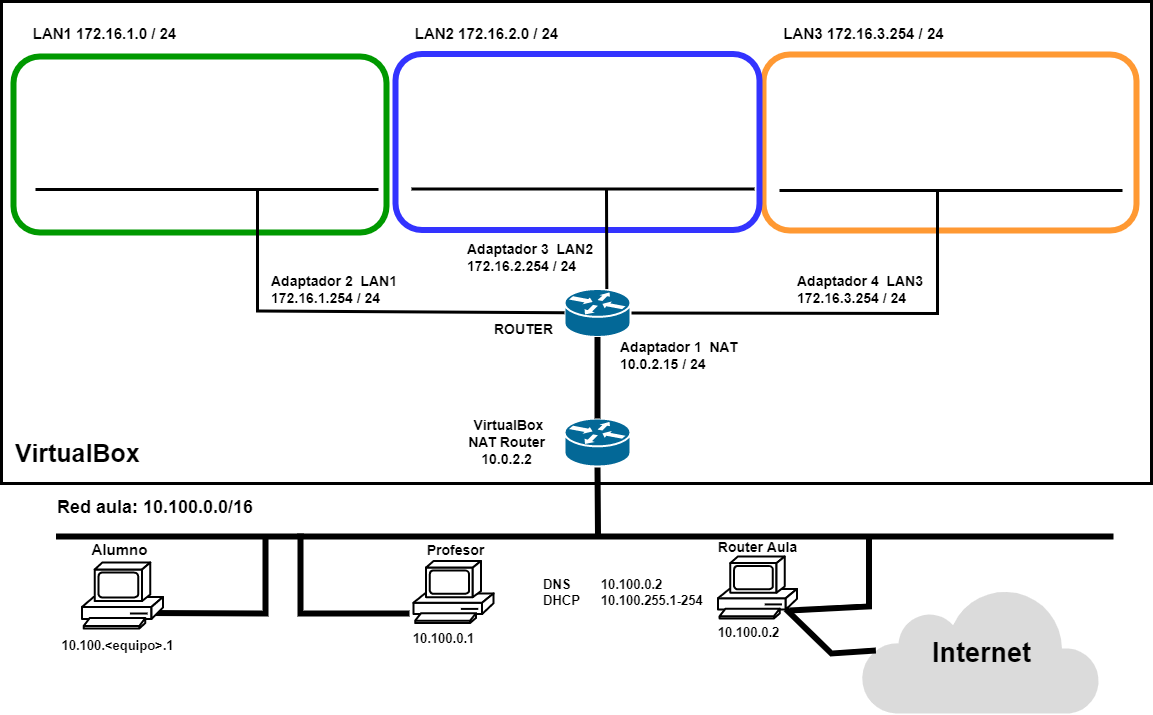 LAN1 172.16.1.0 / 24
LAN2 172.16.2.0 / 24
LAN3 172.16.3.254 / 24
Adaptador 3  LAN2
172.16.2.254 / 24
Adaptador 2  LAN1
172.16.1.254 / 24
Adaptador 4  LAN3
172.16.3.254 / 24
ROUTER
Adaptador 1  NAT
10.0.2.15 / 24
VirtualBox
NAT Router
10.0.2.2
VirtualBox
Red aula: 10.100.0.0/16
Alumno
10.100.<equipo>.1
Profesor
10.100.0.1
DNS 10.100.0.2
DHCP 10.100.255.1-254
Router Aula
10.100.0.2
Internet